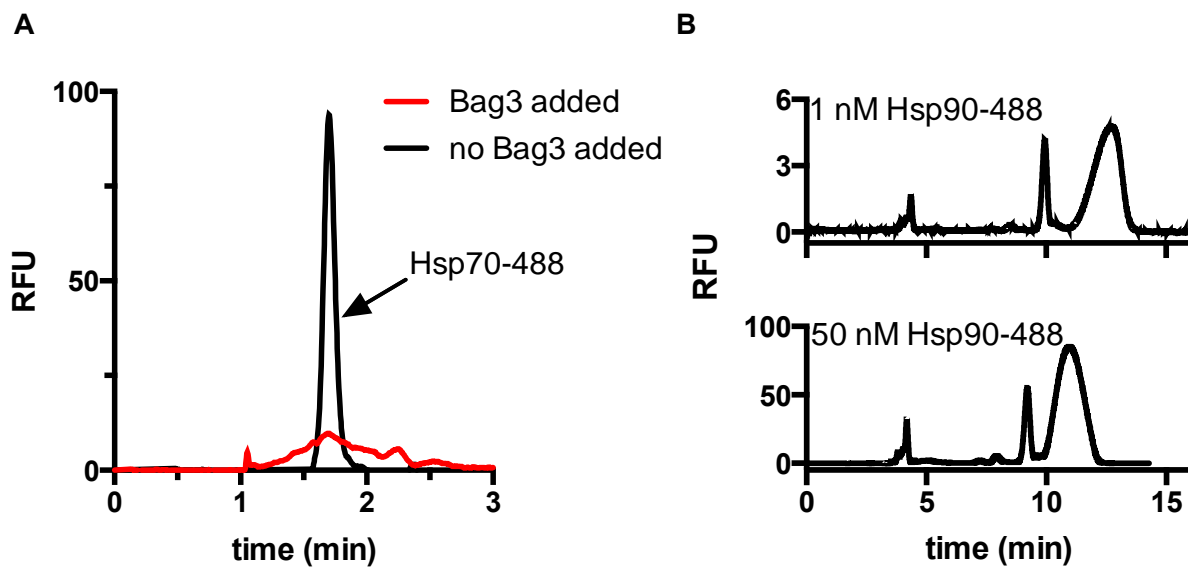 A
100
50
0
RFU
Bag3 added
no Bag3 added
Hsp70-488
0
1
2
3
time (min)
B
6
3
0
1 nM Hsp90-488
RFU
100
50
0
50 nM Hsp90-488
0
5
10
15
time (min)